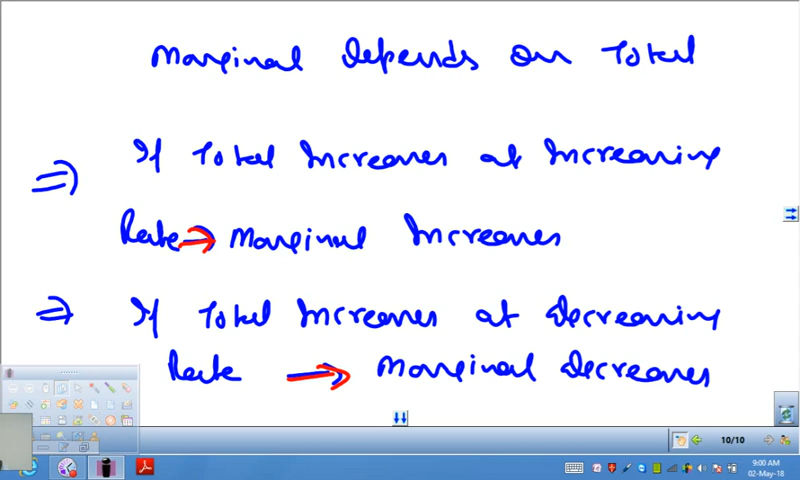 Marginal Depends on Total
⇒ If Total Increases at Increasing
Rate → Marginal Increases
⇒ If Total Increases at Decreasing
Rate → Marginal Decreases
10/10
9:00 AM
02-May-18